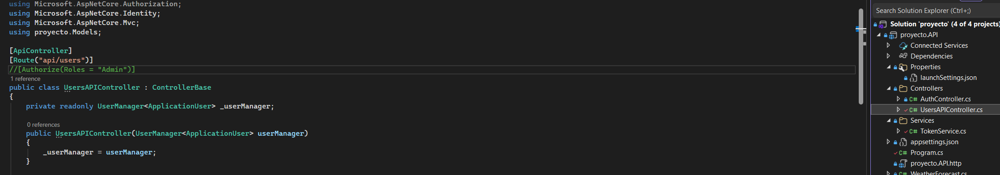 using Microsoft.AspNetCore.Authorization;
using Microsoft.AspNetCore.Identity;
using Microsoft.AspNetCore.Mvc;
using proyecto.Models;
[ApiController]
[Route("api/users")]
//[Authorize(Roles = "Admin")]
1 reference
public class UsersAPIController : ControllerBase
{
private readonly UserManager<ApplicationUser> _userManager;
0 references
public UsersAPIController(UserManager<ApplicationUser> userManager)
{
_userManager = userManager;
}
Search Solution Explorer (Ctrl+;)
Solution 'proyecto' (4 of 4 projects)
proyecto.API
Connected Services
Dependencies
Properties
launchSettings.json
Controllers
C# AuthController.cs
C# UsersAPIController.cs
Services
C# TokenService.cs
appsettings.json
C# Program.cs
proyecto.API.http
C# WeatherForecast.cs